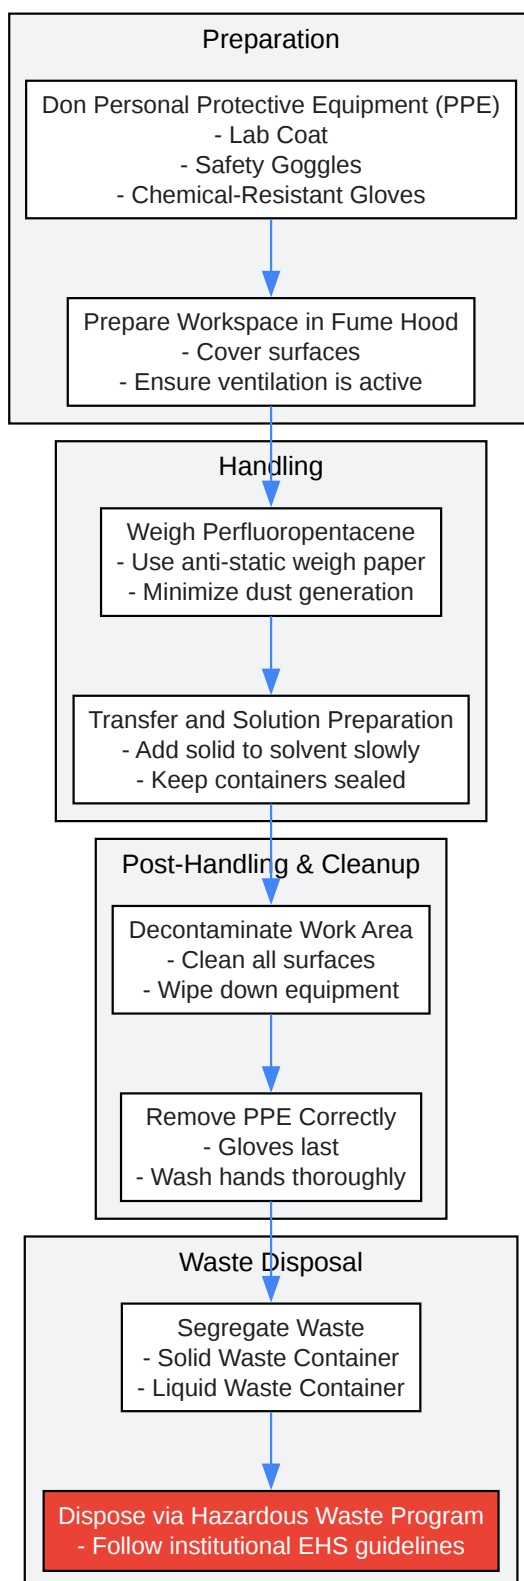 Preparation
Don Personal Protective Equipment (PPE)
- Lab Coat
- Safety Goggles
- Chemical-Resistant Gloves
Prepare Workspace in Fume Hood
- Cover surfaces
- Ensure ventilation is active
Handling
Weigh Perfluoropentacene
- Use anti-static weigh paper
- Minimize dust generation
Transfer and Solution Preparation
- Add solid to solvent slowly
- Keep containers sealed
Post-Handling & Cleanup
Decontaminate Work Area
- Clean all surfaces
- Wipe down equipment
Remove PPE Correctly
- Gloves last
- Wash hands thoroughly
Waste Disposal
Segregate Waste
- Solid Waste Container
- Liquid Waste Container
Dispose via Hazardous Waste Program
- Follow institutional EHS guidelines